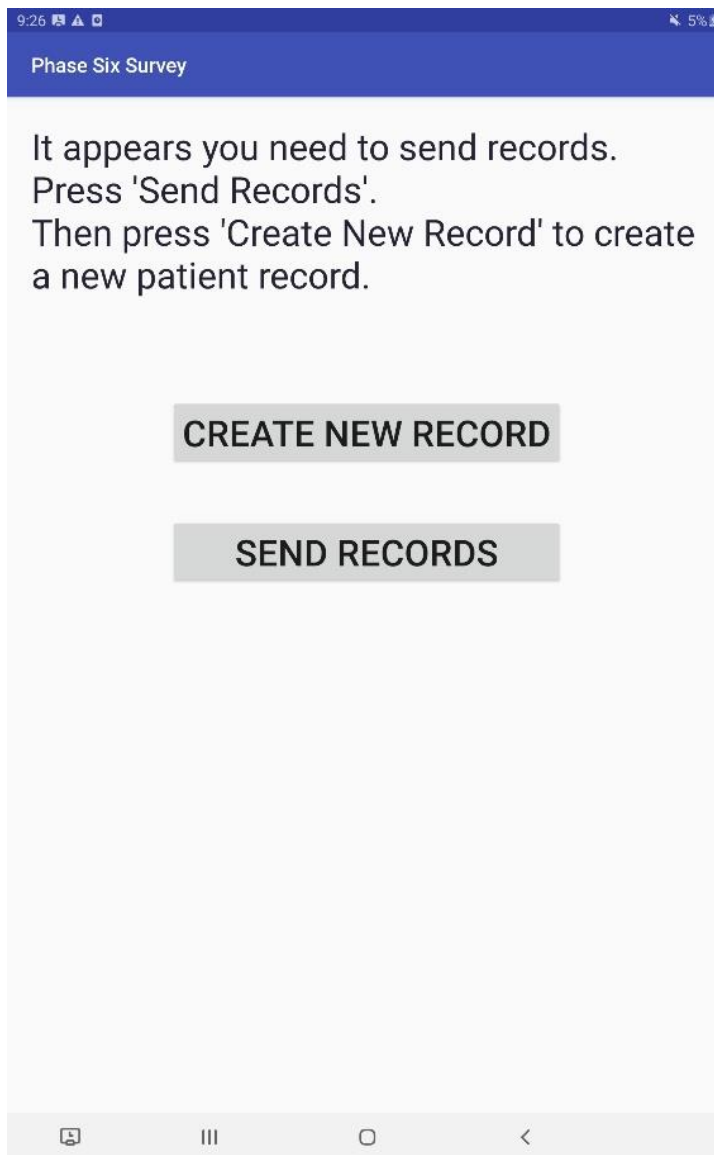 9:26 5%
Phase Six Survey
It appears you need to send records.
Press 'Send Records'.
Then press 'Create New Record' to create
a new patient record.
CREATE NEW RECORD
SEND RECORDS